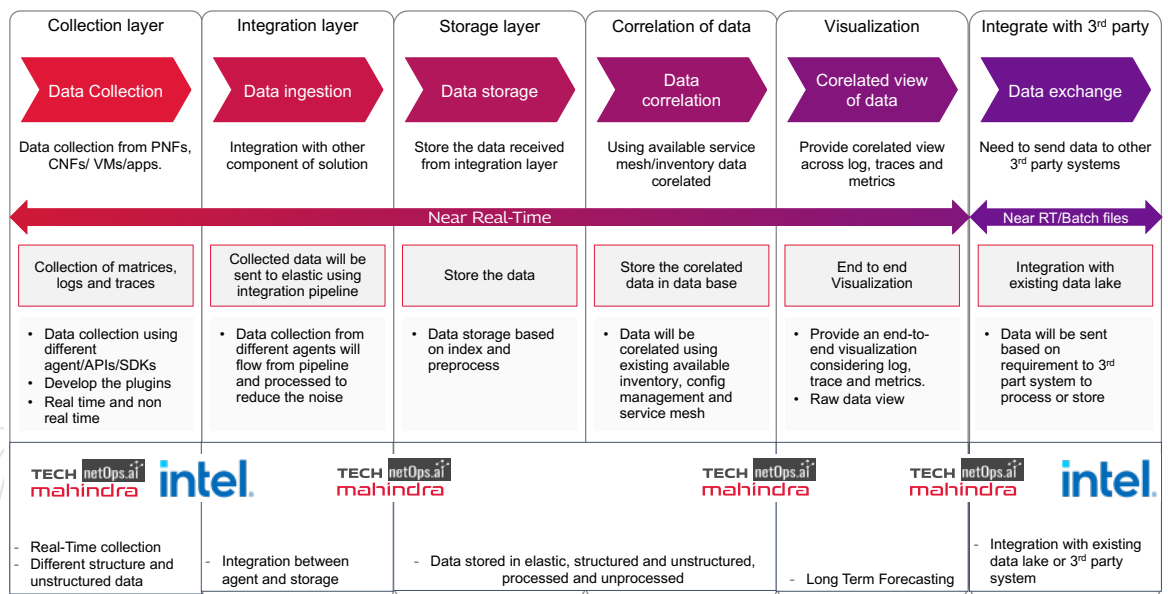 Collection layer
Integration layer
Storage layer
Correlation of data
Visualization
Integrate with 3rd party
Data Collection
Data ingestion
Data storage
Data
correlation
Corelated view
of data
Data exchange
Data collection from PNFs,
CNFs/ VMs/apps.
Integration with other
component of solution
Store the data received
from integration layer
Using available service
mesh/inventory data
corelated
Provide corelated view
across log, traces and
metrics
Need to send data to other
3rd party systems
Near Real-Time
Near RT/Batch files
Collection of matrices,
logs and traces
Collected data will be
sent to elastic using
integration pipeline
Store the data
Store the corelated
data in data base
End to end
Visualization
Integration with
existing data lake
• Data collection using
different
agent/APIs/SDKs
• Develop the plugins
• Real time and non
real time
• Data collection from
different agents will
flow from pipeline
and processed to
reduce the noise
• Data storage based
on index and
preprocess
• Data will be
corelated using
existing available
inventory, config
management and
service mesh
• Provide an end-to-
end visualization
considering log,
trace and metrics.
• Raw data view
• Data will be sent
based on
requirement to 3rd
part system to
process or store
TECH netOps.ai
mahindra
intel.
TECH netOps.ai
mahindra
TECH netOps.ai
mahindra
TECH netOps.ai
mahindra
intel.
- Real-Time collection
- Different structure and
unstructured data
- Integration between
agent and storage
- Data stored in elastic, structured and unstructured,
processed and unprocessed
- Long Term Forecasting
- Integration with existing
data lake or 3rd party
system